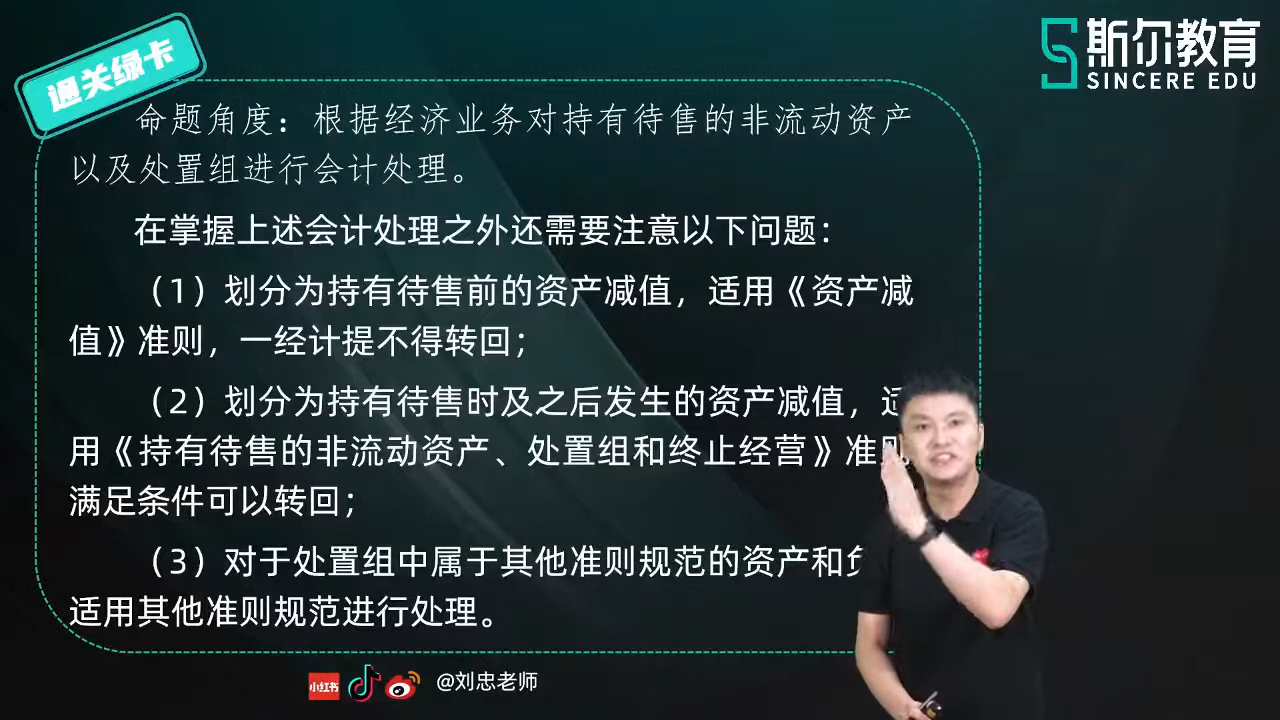 通关绿卡
斯尔教育
SINCERE EDU
命题角度：根据经济业务对持有待售的非流动资产
以及处置组进行会计处理。
在掌握上述会计处理之外还需要注意以下问题：
（1）划分为持有待售前的资产减值，适用《资产减
值》准则，一经计提不得转回；
（2）划分为持有待售时及之后发生的资产减值，适
用《持有待售的非流动资产、处置组和终止经营》准则
满足条件可以转回；
（3）对于处置组中属于其他准则规范的资产和
适用其他准则规范进行处理。
小红书
@刘忠老师